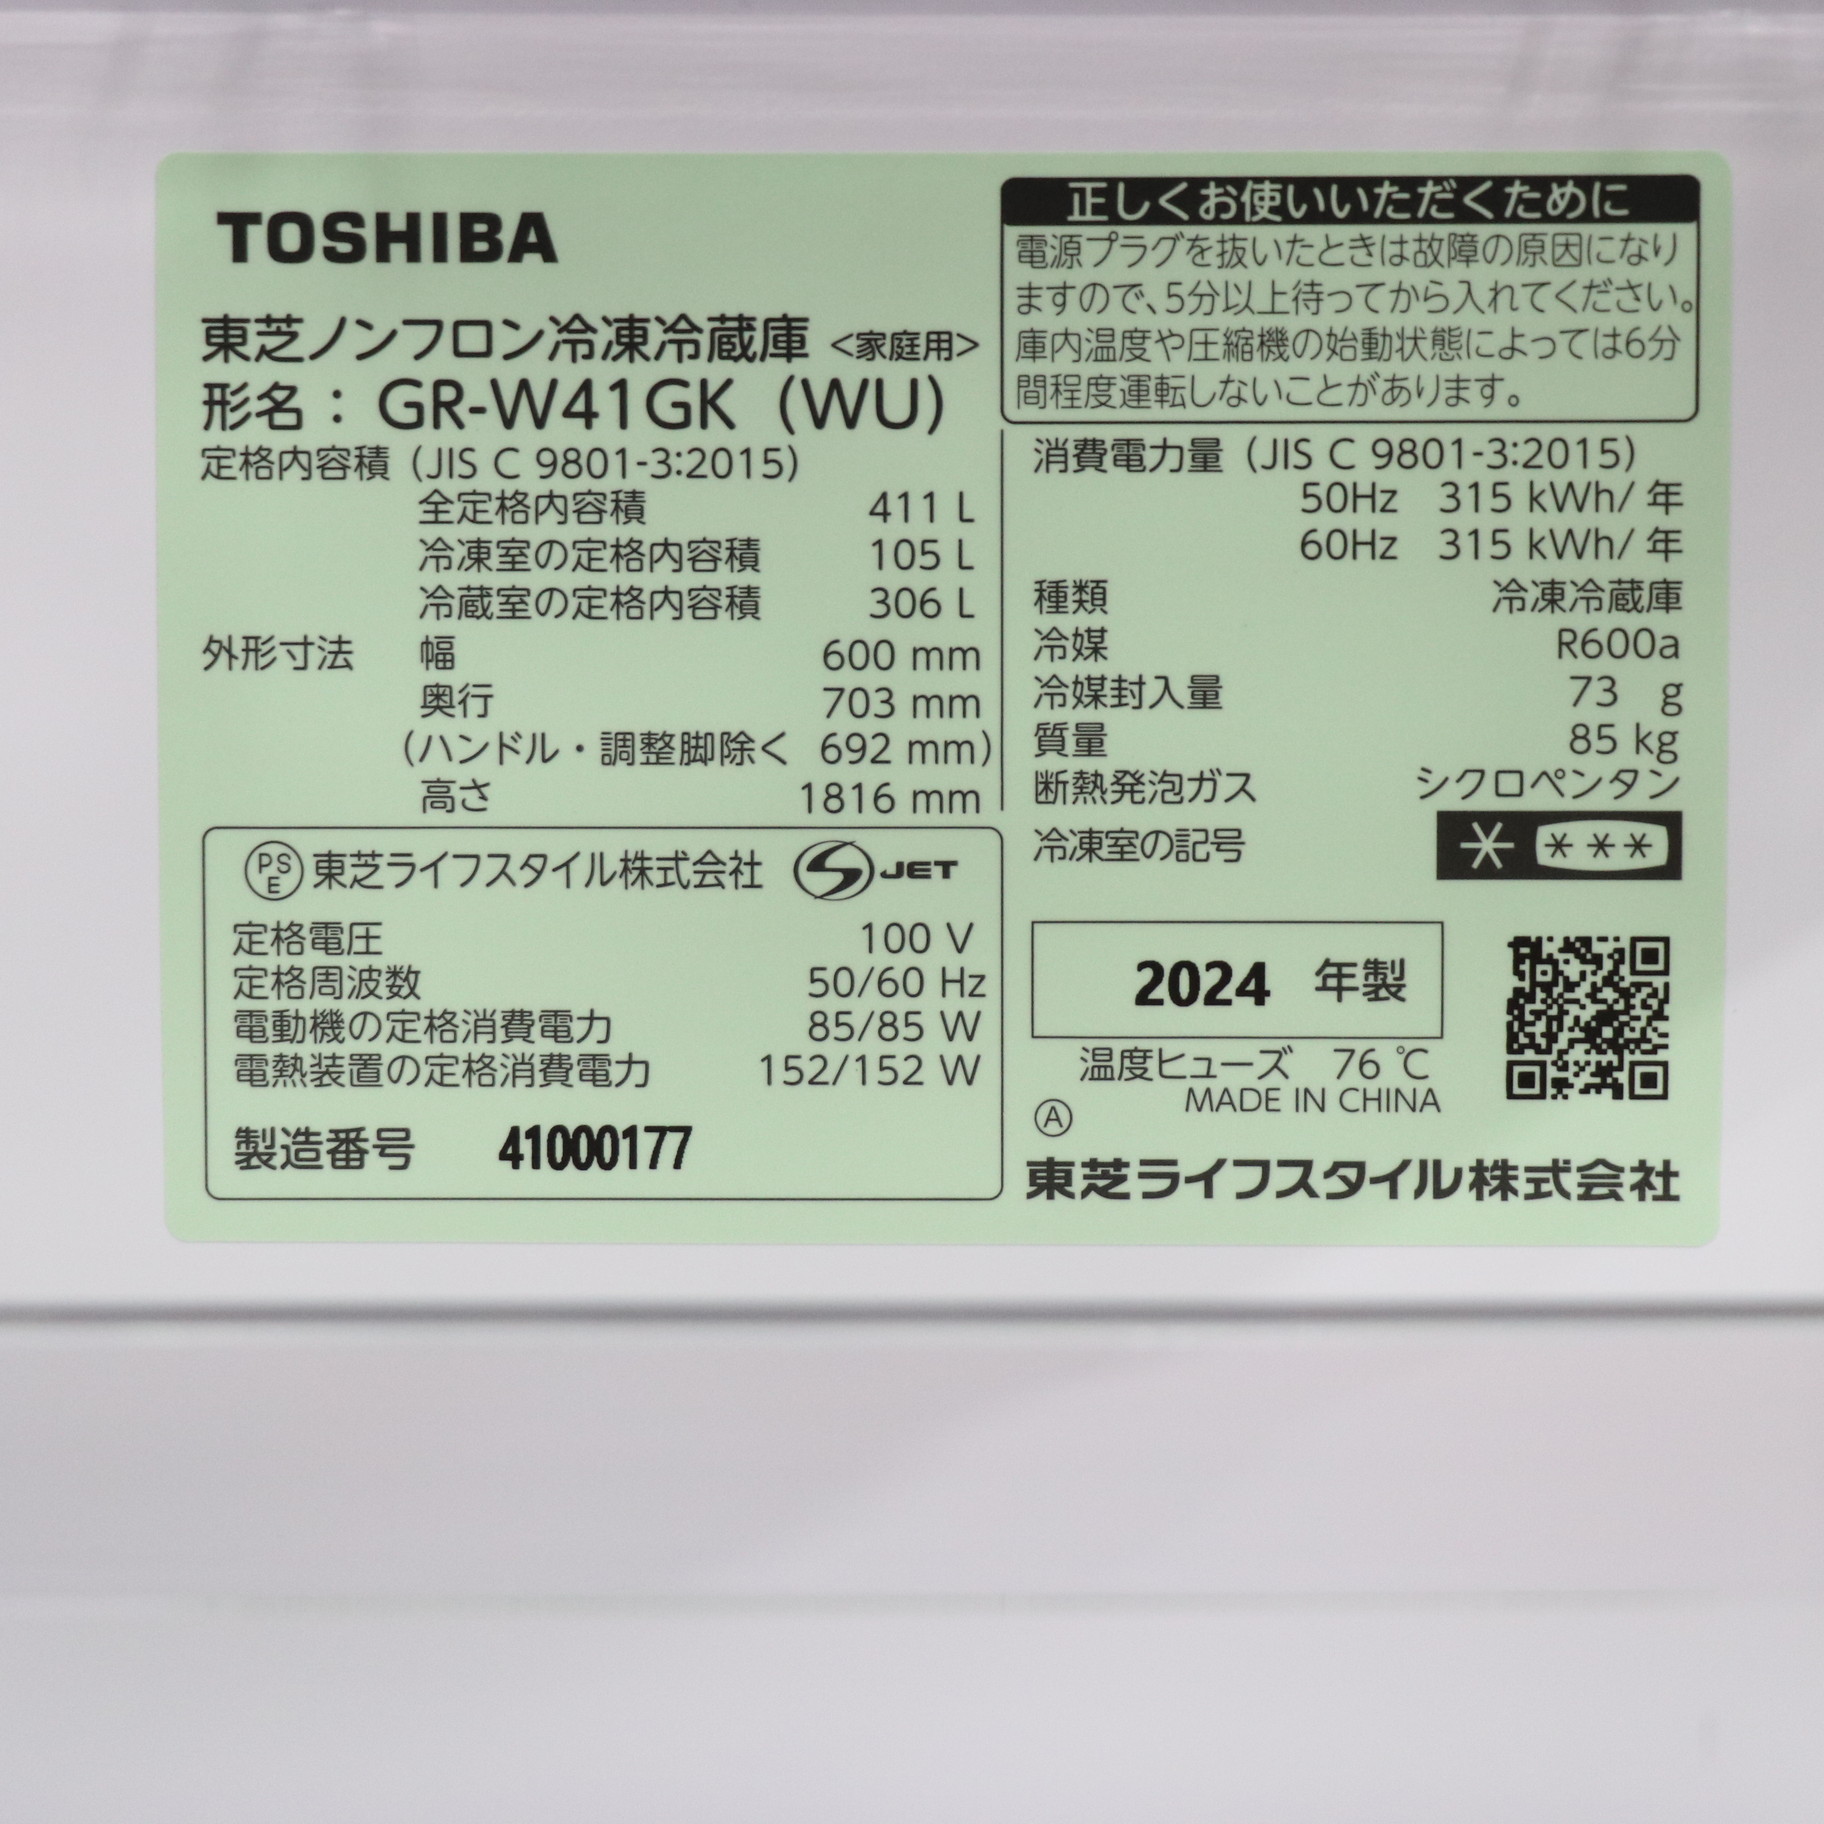 TOSHIBA
東芝ノンフロン冷凍冷蔵庫 <家庭用>
形名： GR-W41GK (WU)
定格内容積 (JIS C 9801-3:2015)
全定格内容積 411 L
冷凍室の定格内容積 105 L
冷蔵室の定格内容積 306 L
外形寸法 幅 600 mm
奥行 703 mm
(ハンドル・調整脚除く 692 mm)
高さ 1816 mm
PSE 東芝ライフスタイル株式会社 S JET
定格電圧 100 V
定格周波数 50/60 Hz
電動機の定格消費電力 85/85 W
電熱装置の定格消費電力 152/152 W
製造番号 41000177
正しくお使いいただくために
電源プラグを抜いたときは故障の原因になり
ますので、5分以上待ってから入れてください。
庫内温度や圧縮機の始動状態によっては6分
間程度運転しないことがあります。
消費電力量 (JIS C 9801-3:2015)
50Hz 315 kWh/年
60Hz 315 kWh/年
種類 冷凍冷蔵庫
冷媒 R600a
冷媒封入量 73 g
質量 85 kg
断熱発泡ガス シクロペンタン
冷凍室の記号 * ***
2024 年製
温度ヒューズ 76 ℃
MADE IN CHINA
Ⓐ
東芝ライフスタイル株式会社